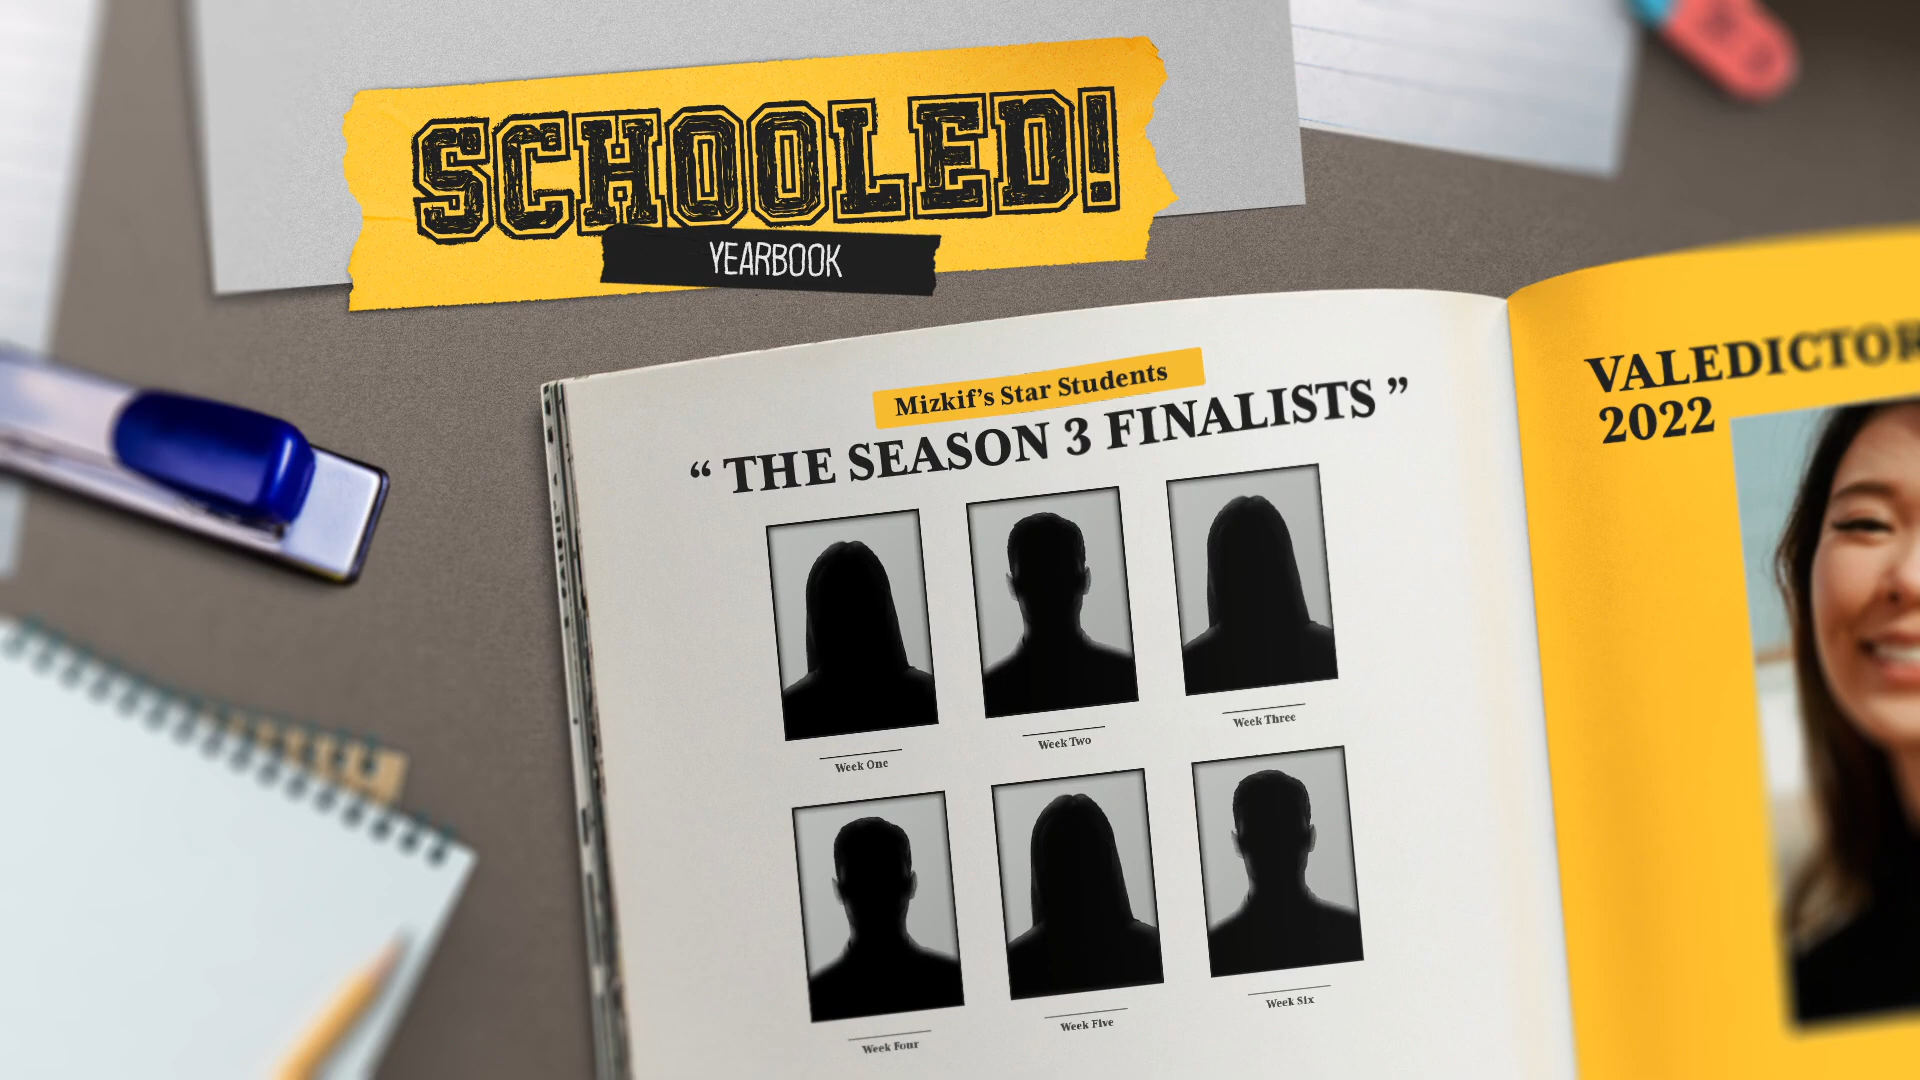 SCHOOLED!
YEARBOOK
Mizkif's Star Students
“ THE SEASON 3 FINALISTS ”
Week One
Week Two
Week Three
Week Four
Week Five
Week Six
VALEDICTOR
2022